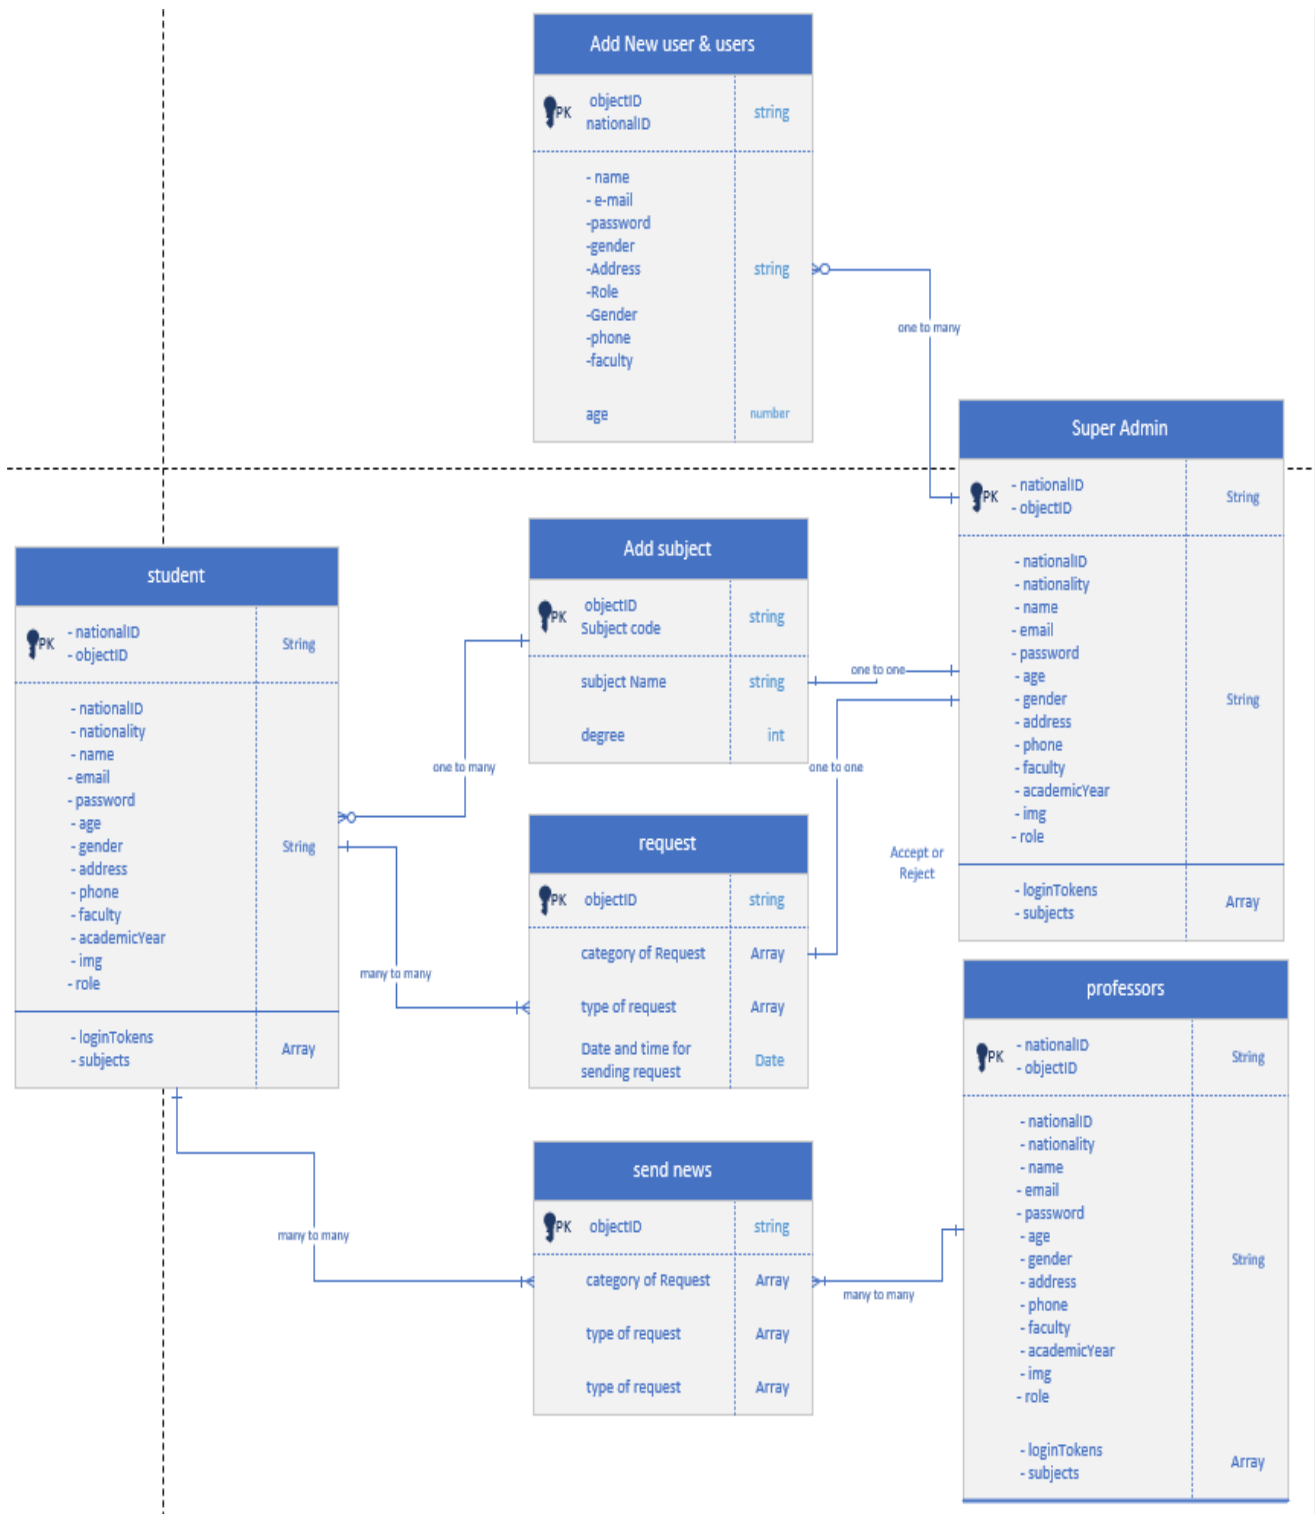 Add New user & users
PK
objectID
nationalID
string
- name
- e-mail
-password
-gender
-Address
-Role
-Gender
-phone
-faculty
string
age
number
one to many
Super Admin
PK
- nationalID
- objectID
String
- nationalID
- nationality
- name
- email
- password
- age
- gender
- address
- phone
- faculty
- academicYear
- img
- role
String
- loginTokens
- subjects
Array
Add subject
PK
objectID
Subject code
string
subject Name
string
degree
int
one to one
one to one
Accept or
Reject
student
PK
- nationalID
- objectID
String
- nationalID
- nationality
- name
- email
- password
- age
- gender
- address
- phone
- faculty
- academicYear
- img
- role
String
- loginTokens
- subjects
Array
one to many
many to many
request
PK
objectID
string
category of Request
Array
type of request
Array
Date and time for
sending request
Date
professors
PK
- nationalID
- objectID
String
- nationalID
- nationality
- name
- email
- password
- age
- gender
- address
- phone
- faculty
- academicYear
- img
- role
String
- loginTokens
- subjects
Array
send news
PK
objectID
string
category of Request
Array
type of request
Array
type of request
Array
many to many
many to many